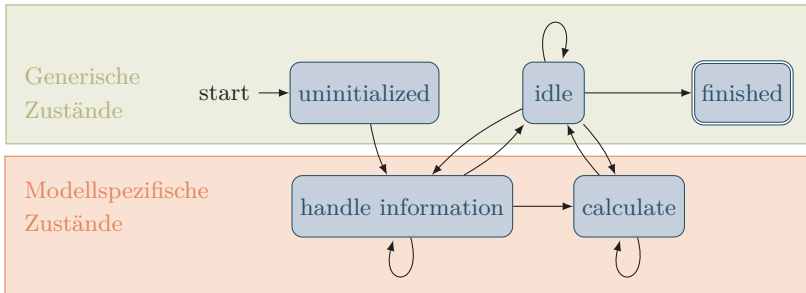 Generische
Zustände
start
uninitialized
idle
finished
Modellspezifische
Zustände
handle information
calculate